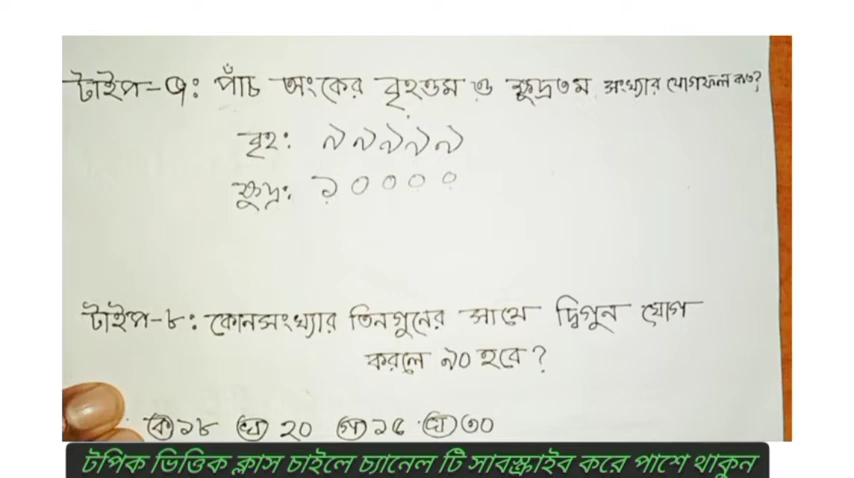 টাইপ-৭: পাঁচ অংকের বৃহত্তম ও ক্ষুদ্রতম সংখ্যার যোগফল কত?
বৃহ: ৯৯৯৯৯
ক্ষুদ্র: ১০০০০
টাইপ-৮: কোনসংখ্যার তিনগুনের সাথে দ্বিগুন যোগ
করলে ৯০ হবে?
ক ১৮ খ ২০ গ ১৫ ঘ ৩০
টপিক ভিত্তিক ক্লাস চাইলে চ্যানেল টি সাবস্ক্রাইব করে পাশে থাকুন